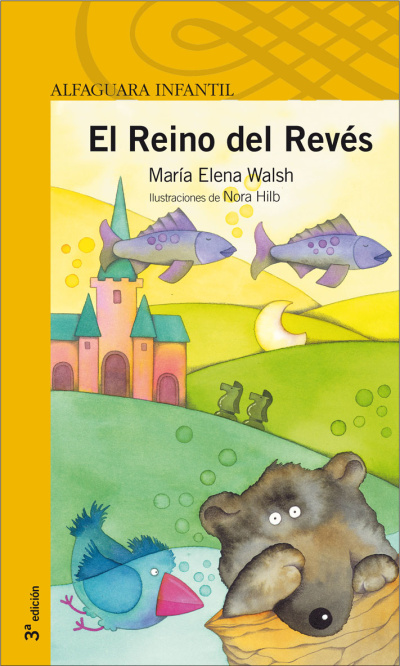 ALFAGUARA INFANTIL
El Reino del Revés
María Elena Walsh
Ilustraciones de Nora Hilb
3ª edición